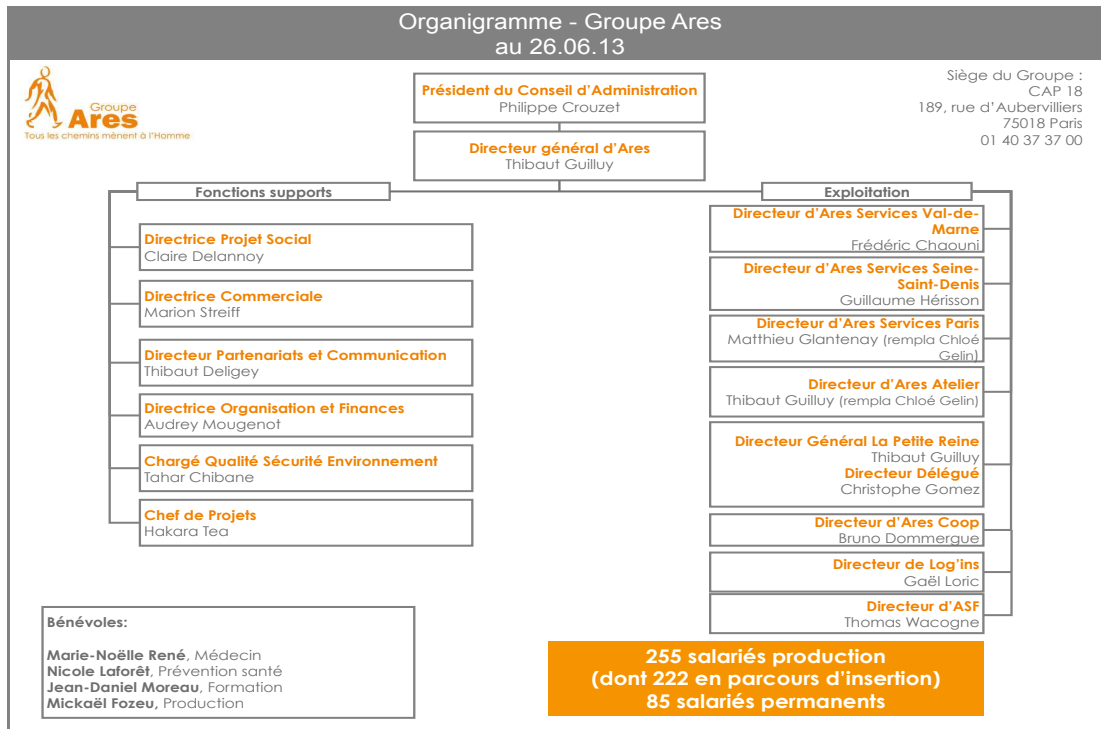 Organigramme - Groupe Ares
au 26.06.13
Groupe
Ares
Tous les chemins mènent à l'Homme
Siège du Groupe :
CAP 18
189, rue d'Aubervilliers
75018 Paris
01 40 37 37 00
Président du Conseil d'Administration
Philippe Crouzet
Directeur général d'Ares
Thibaut Guilluy
Fonctions supports
Directrice Projet Social
Claire Delannoy
Directrice Commerciale
Marion Streiff
Directeur Partenariats et Communication
Thibaut Deligey
Directrice Organisation et Finances
Audrey Mougenot
Chargé Qualité Sécurité Environnement
Tahar Chibane
Chef de Projets
Hakara Tea
Exploitation
Directeur d'Ares Services Val-de-
Marne
Frédéric Chaouni
Directeur d'Ares Services Seine-
Saint-Denis
Guillaume Hérisson
Directeur d'Ares Services Paris
Matthieu Glantenay (rempla Chloé
Gelin)
Directeur d'Ares Atelier
Thibaut Guilluy (rempla Chloé Gelin)
Directeur Général La Petite Reine
Thibaut Guilluy
Directeur Délégué
Christophe Gomez
Directeur d'Ares Coop
Bruno Dommergue
Directeur de Log'ins
Gaël Loric
Directeur d'ASF
Thomas Wacogne
Bénévoles:
Marie-Noëlle René, Médecin
Nicole Laforêt, Prévention santé
Jean-Daniel Moreau, Formation
Mickaël Fozeu, Production
255 salariés production
(dont 222 en parcours d'insertion)
85 salariés permanents